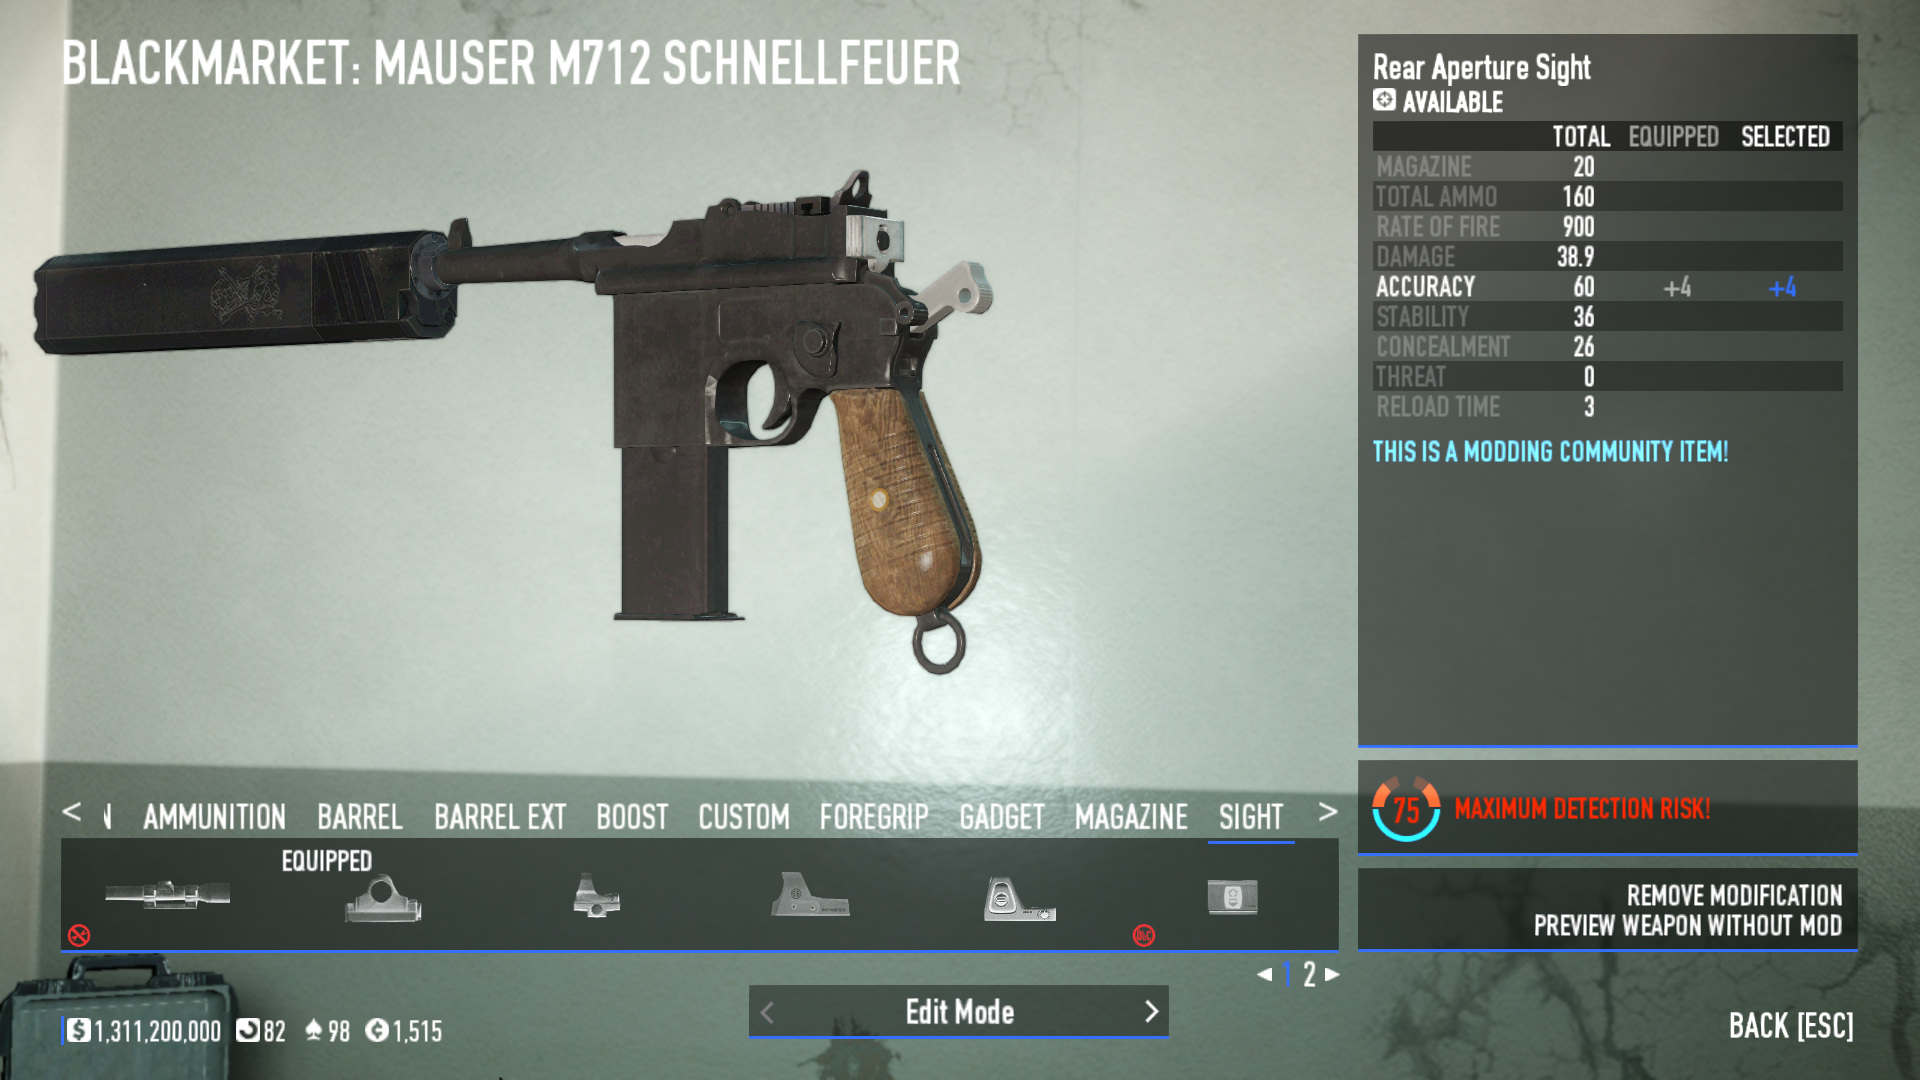 BLACKMARKET: MAUSER M712 SCHNELLFEUER
Rear Aperture Sight
AVAILABLE
TOTAL EQUIPPED SELECTED
MAGAZINE 20
TOTAL AMMO 160
RATE OF FIRE 900
DAMAGE 38.9
ACCURACY 60 +4 +4
STABILITY 36
CONCEALMENT 26
THREAT 0
RELOAD TIME 3
THIS IS A MODDING COMMUNITY ITEM!
75 MAXIMUM DETECTION RISK!
REMOVE MODIFICATION
PREVIEW WEAPON WITHOUT MOD
< N AMMUNITION BARREL BARREL EXT BOOST CUSTOM FOREGRIP GADGET MAGAZINE SIGHT >
EQUIPPED
DLC
1 2
< Edit Mode >
$ 1,311,200,000 82 98 1,515
BACK [ESC]